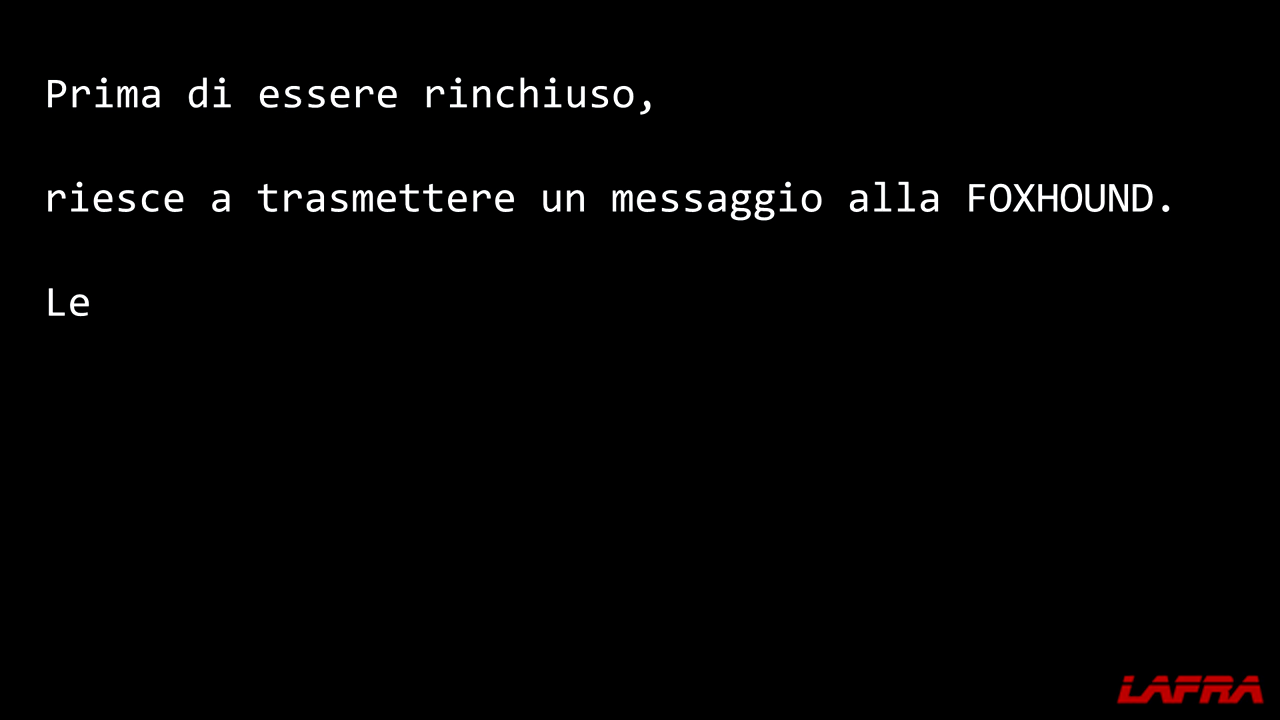 Prima di essere rinchiuso,
riesce a trasmettere un messaggio alla FOXHOUND.
Le
LAFRA